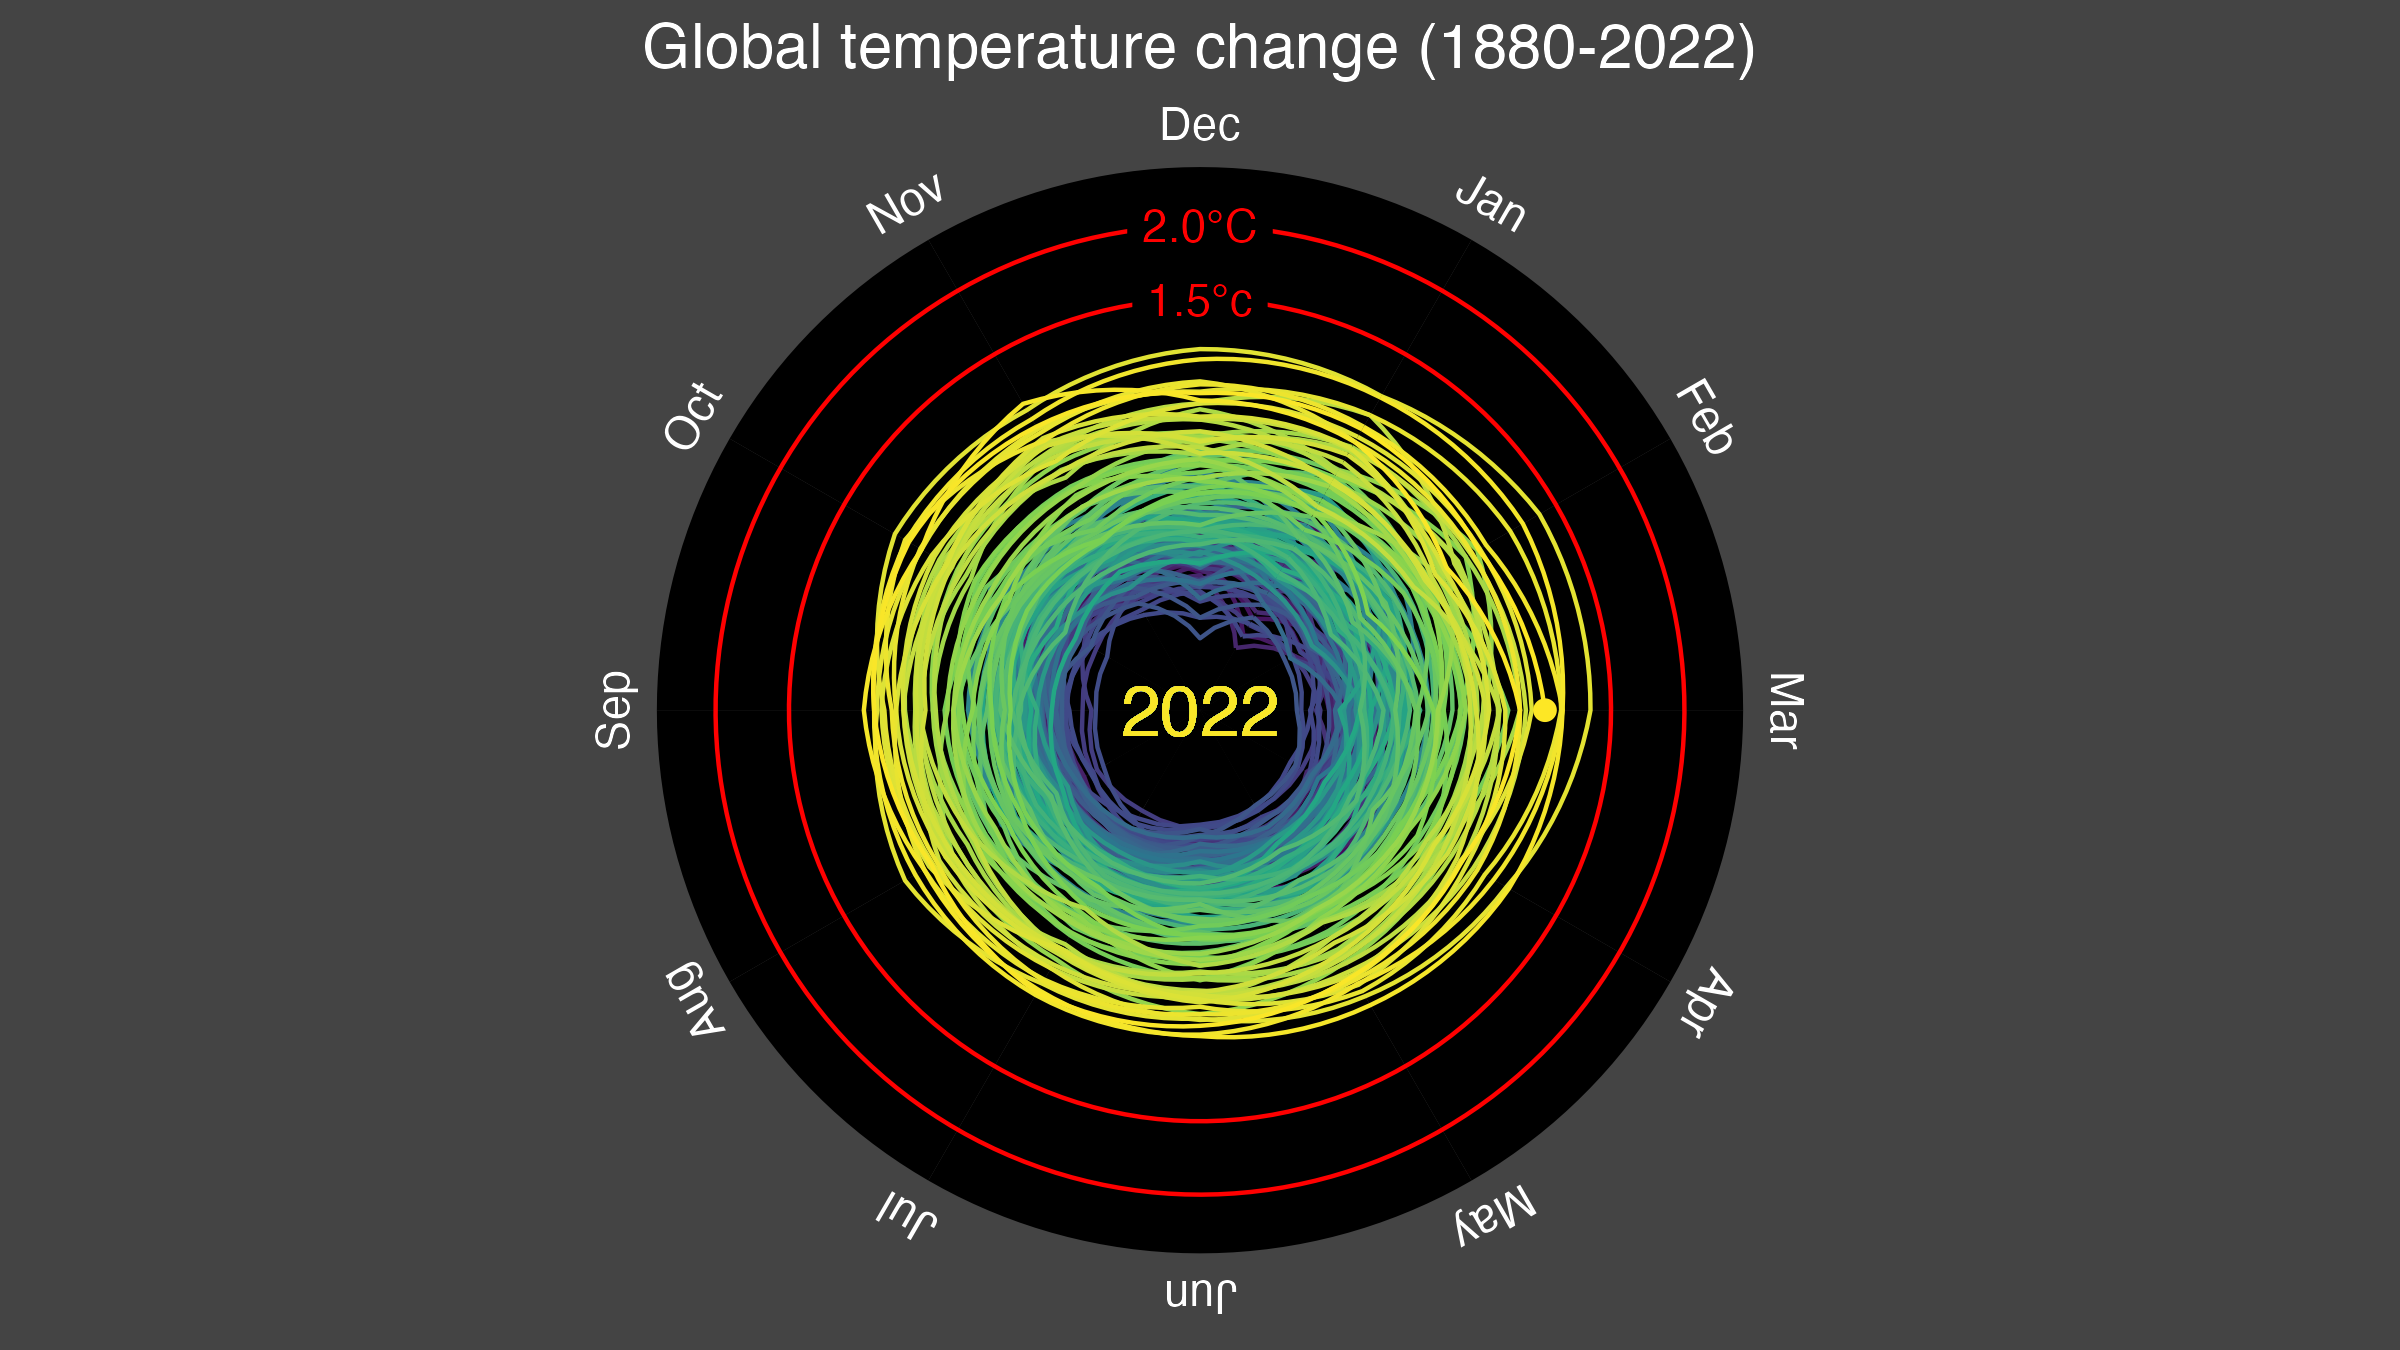 Global temperature change (1880-2022)
Dec
Jan
Feb
Mar
Apr
May
Jun
Jul
Aug
Sep
Oct
Nov
2.0°C
1.5°c
2022